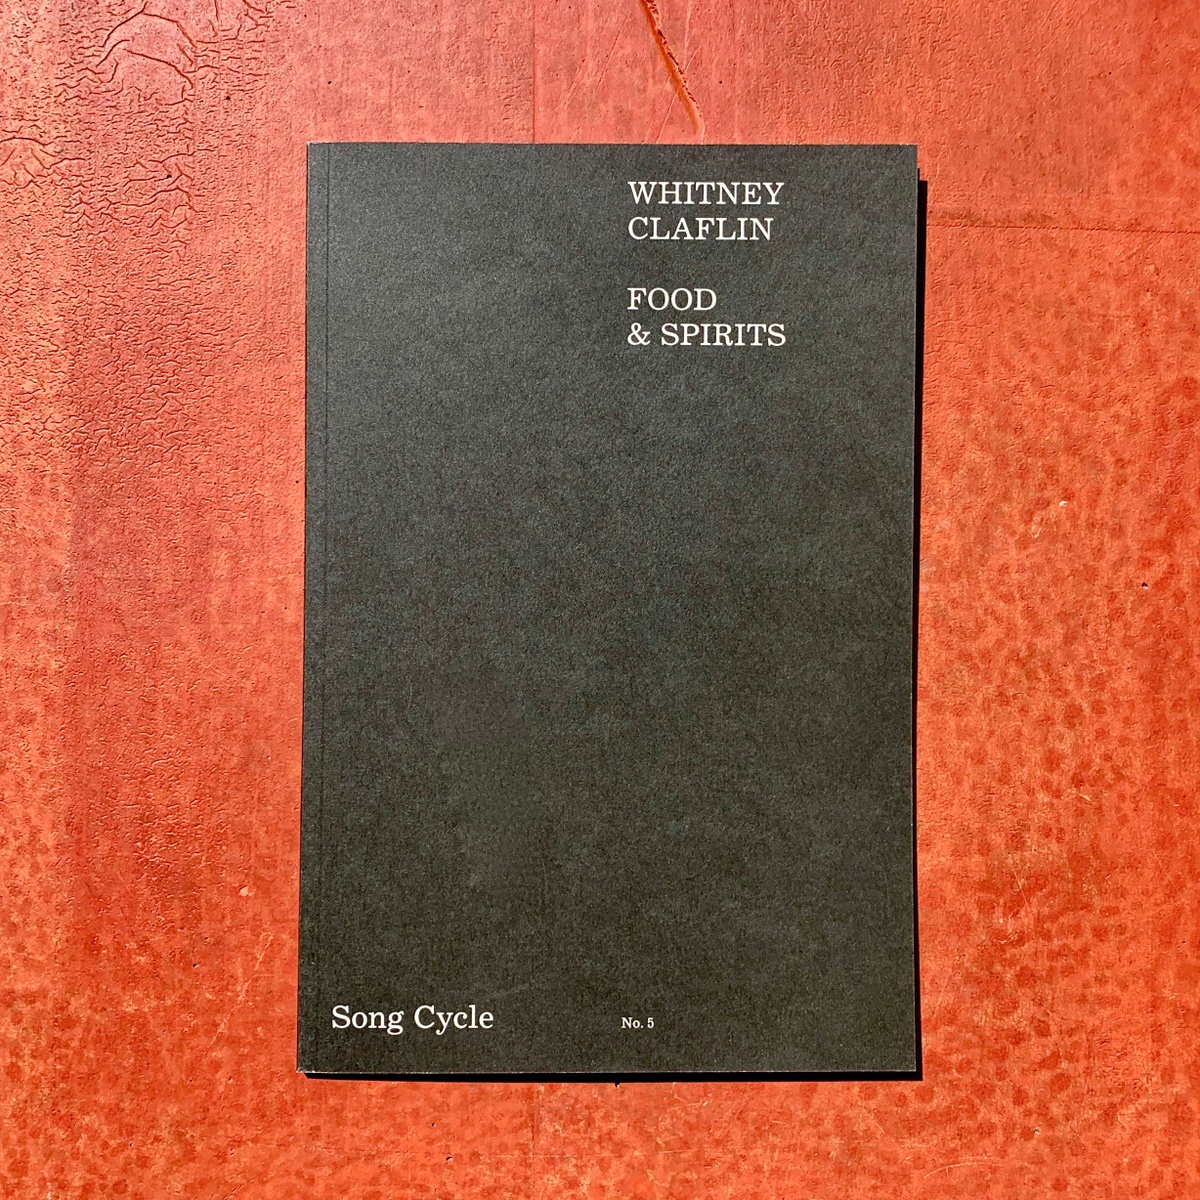 WHITNEY
CLAFLIN
FOOD
& SPIRITS
Song Cycle
No. 5